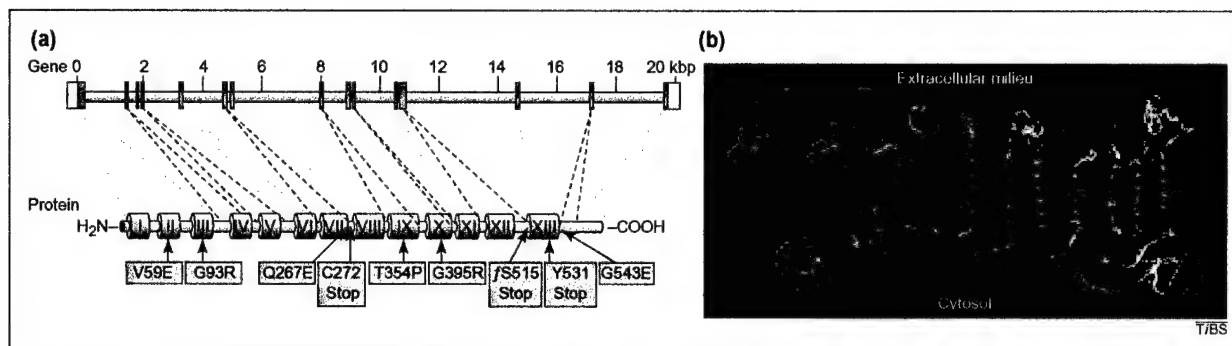 (a)
Gene 0 2 4 6 8 10 12 14 16 18 20 kbp
Protein
H₂N– I II III IV V VI VII VIII IX X XI XII XIII –COOH
V59E G93R Q267E C272 Stop T354P G395R fS515 Stop Y531 Stop G543E
(b)
Extracellular milieu
Cytosol
TiBS